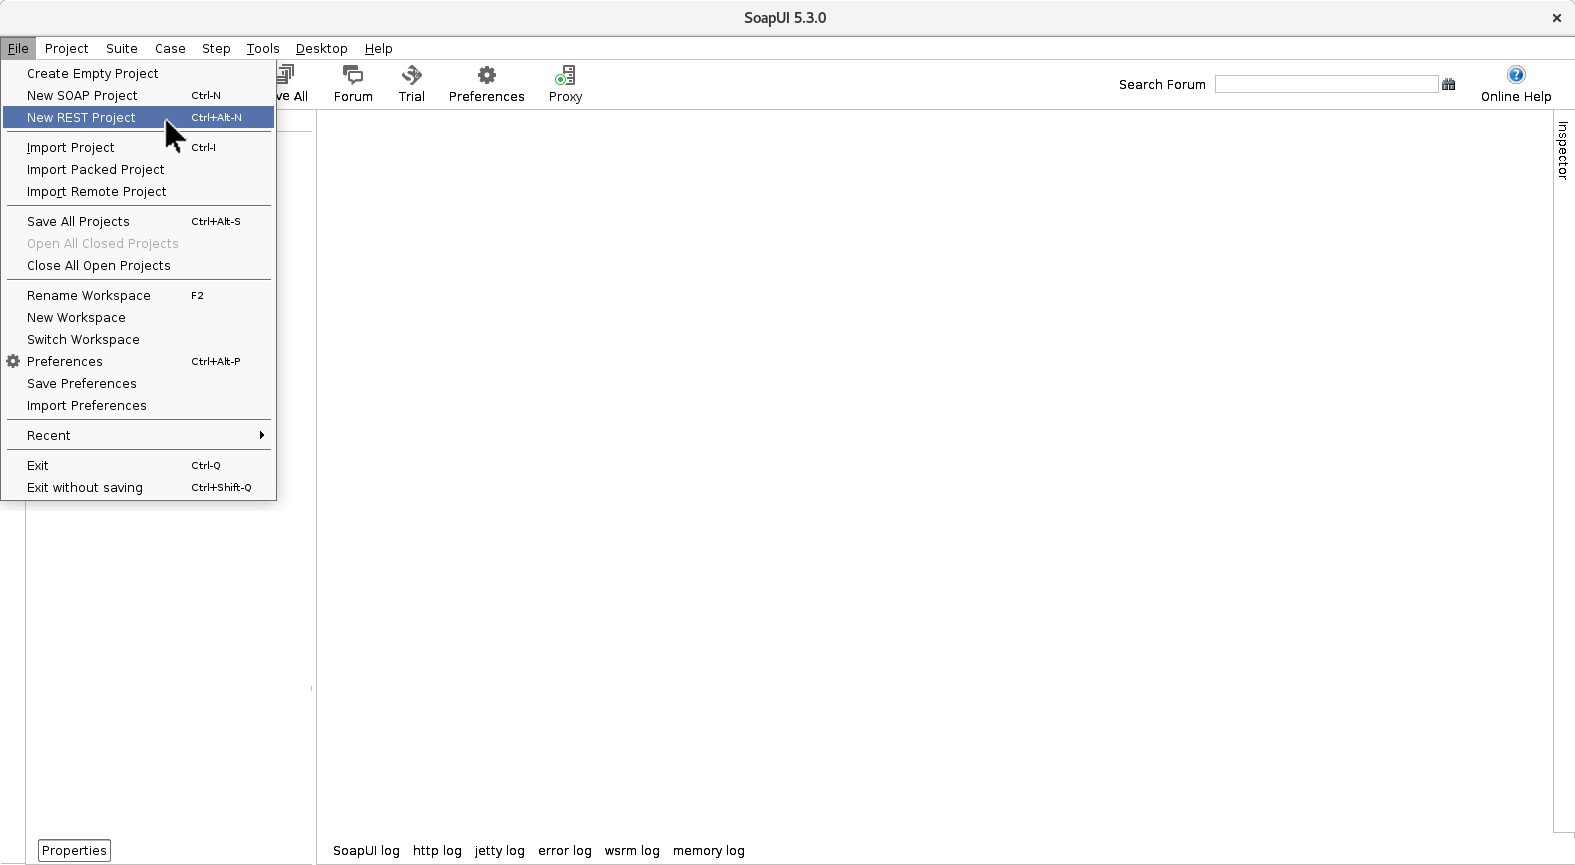 SoapUI 5.3.0
File Project Suite Case Step Tools Desktop Help
Create Empty Project
New SOAP Project Ctrl-N
New REST Project Ctrl+Alt-N
Import Project Ctrl-I
Import Packed Project
Import Remote Project
Save All Projects Ctrl+Alt-S
Open All Closed Projects
Close All Open Projects
Rename Workspace F2
New Workspace
Switch Workspace
Preferences Ctrl+Alt-P
Save Preferences
Import Preferences
Recent
Exit Ctrl-Q
Exit without saving Ctrl+Shift-Q
ve All Forum Trial Preferences Proxy
Search Forum
Online Help
Inspector
Properties
SoapUI log http log jetty log error log wsrm log memory log